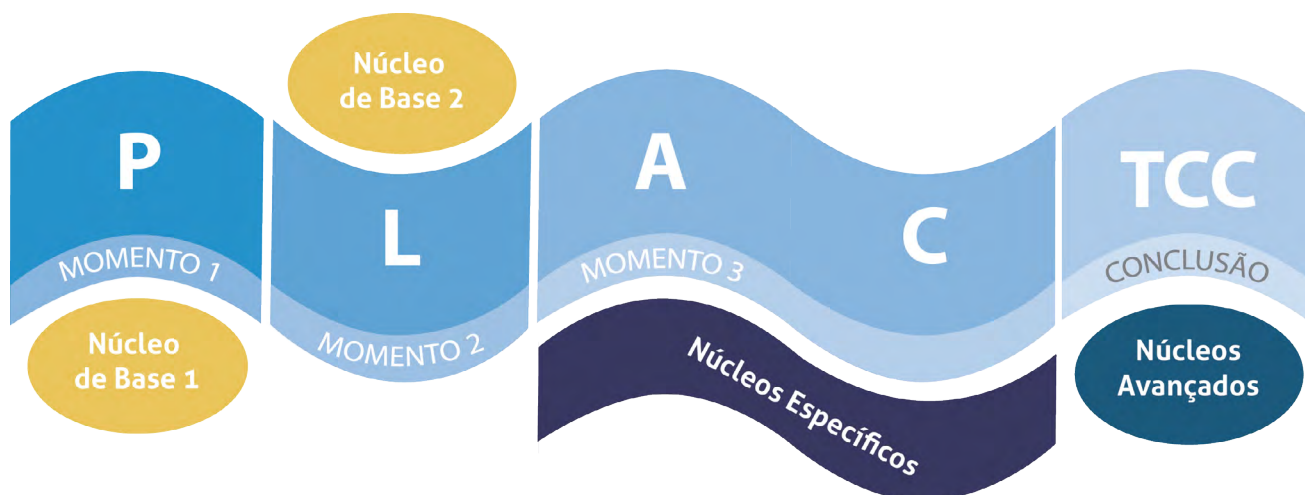 P
MOMENTO 1
Núcleo
de Base 1
Núcleo
de Base 2
L
MOMENTO 2
A
MOMENTO 3
C
Núcleos Específicos
TCC
CONCLUSÃO
Núcleos
Avançados